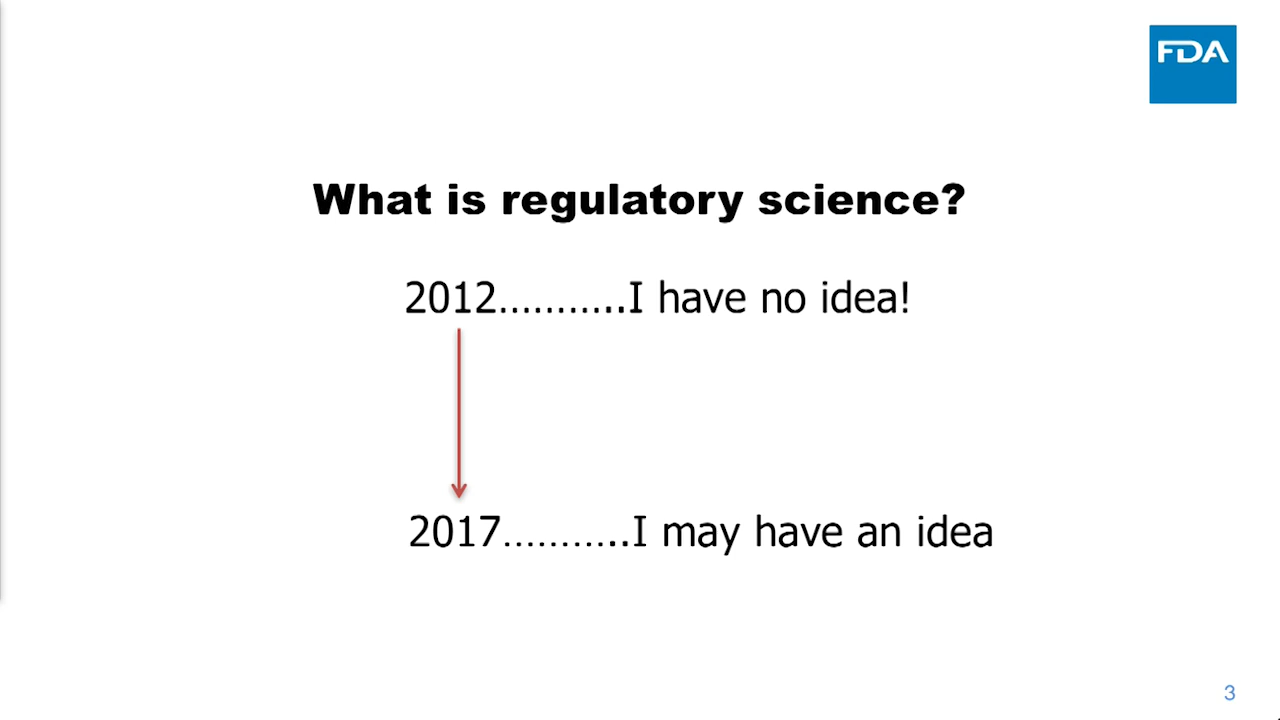 FDA
What is regulatory science?
2012………..I have no idea!
2017………..I may have an idea
3